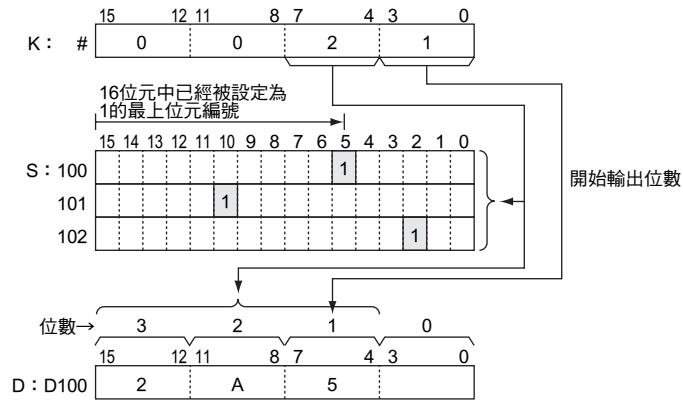 15 12 11 8 7 4 3 0
K： # 0 0 2 1
16位元中已經被設定為
1的最上位元編號
15 14 13 12 11 10 9 8 7 6 5 4 3 2 1 0
S：100 1
101 1
102 1
開始輸出位數
位數→ 3 2 1 0
15 12 11 8 7 4 3 0
D：D100 2 A 5